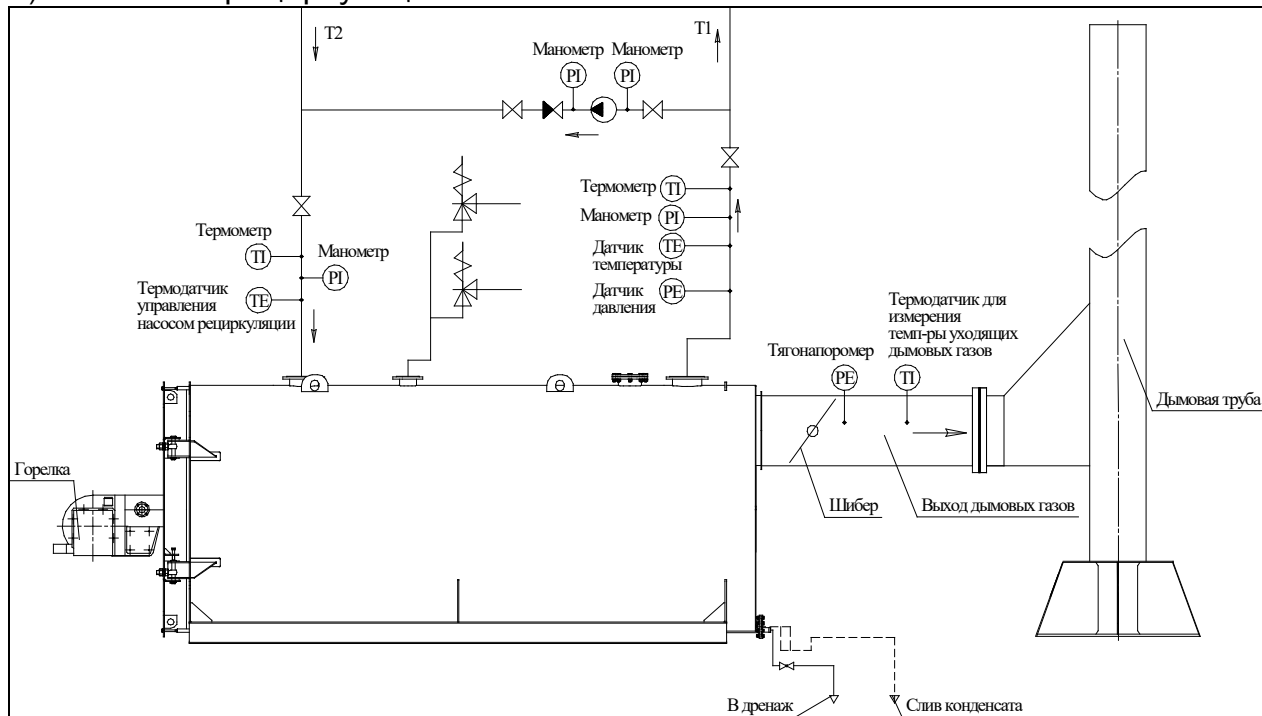 T2
T1
Манометр
Манометр
PI
PI
Термометр
TI
Манометр
PI
Датчик
температуры
TE
Датчик
давления
PE
Термометр
TI
Манометр
PI
Термодатчик
управления
насосом рециркуляции
TE
Термодатчик для
измерения
темп-ры уходящих
дымовых газов
Тягонапоромер
PE
TI
Дымовая труба
Горелка
Шибер
Выход дымовых газов
В дренаж
Слив конденсата